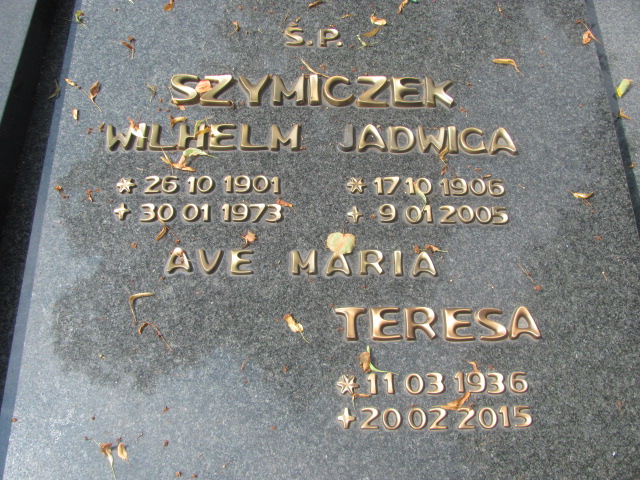 Ś.P.
SZYMICZEK
WILHELM JADWIGA
* 26 10 1901 * 17 10 1906
+ 30 01 1973 + 9 01 2005
AVE MARIA
TERESA
* 11 03 1936
+ 20 02 2015